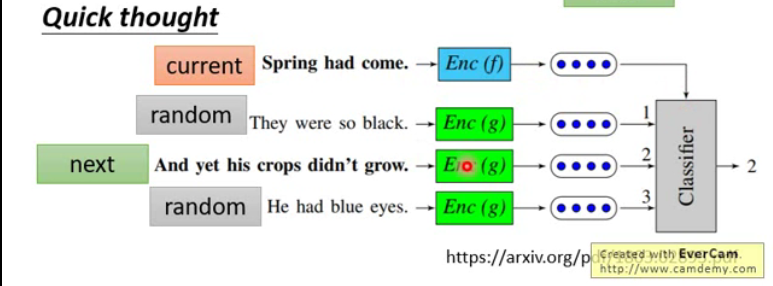 Quick thought
current Spring had come. Enc (f)
random They were so black. Enc (g) 1
next And yet his crops didn't grow. (g) 2 Classifier 2
random He had blue eyes. Enc (g) 3
https://arxiv.org/p
Created with EverCam.
http://www.camdemy.com